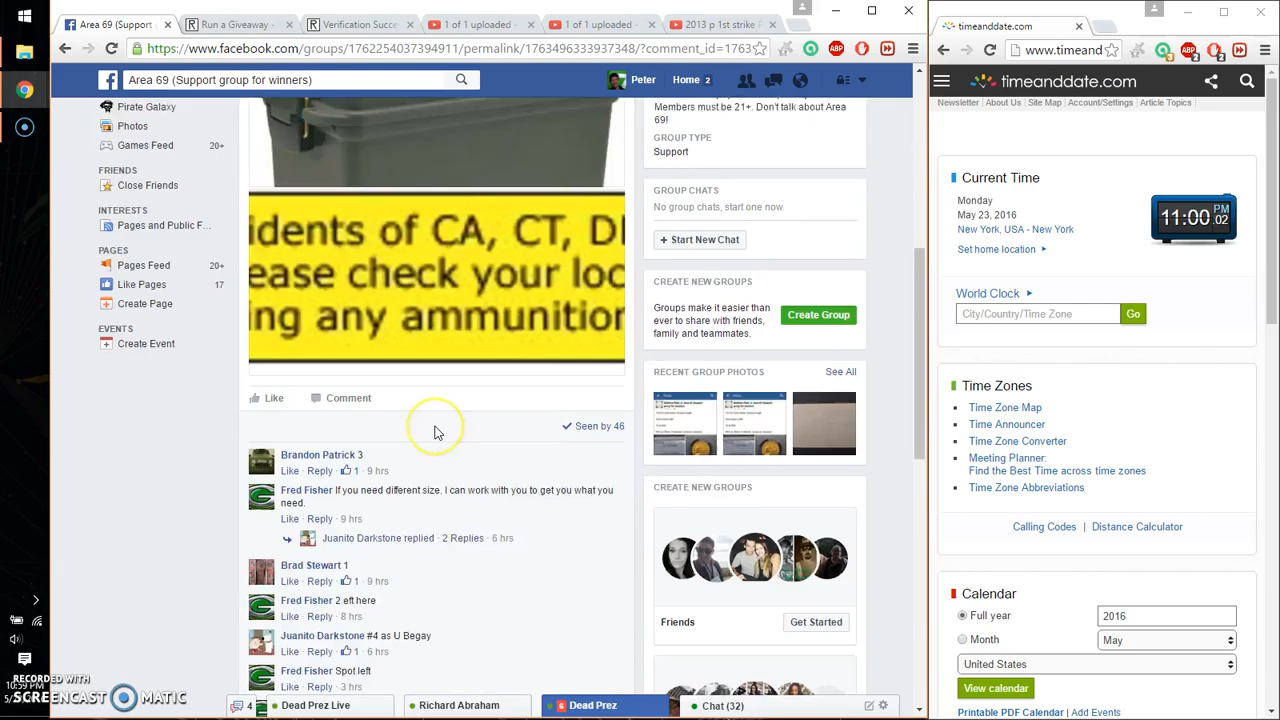 Area 69 (Support
Run a Giveaway -
Verification Succe
1 of 1 uploaded -
1 of 1 uploaded -
2013 p 1st strike
https://www.facebook.com/groups/1762254037394911/permalink/1763496333937348/?comment_id=1763
Area 69 (Support group for winners)
Peter
Home 2
Pirate Galaxy
Photos
Games Feed 20+
FRIENDS
Close Friends
INTERESTS
Pages and Public F...
PAGES
Pages Feed 20+
Like Pages 17
Create Page
EVENTS
Create Event
idents of CA, CT, D
ease check your loc
ing any ammunition
Like Comment
Seen by 46
Brandon Patrick 3
Like · Reply · 1 · 9 hrs
Fred Fisher If you need different size, I can work with you to get you what you
need.
Like · Reply · 9 hrs
Juanito Darkstone replied · 2 Replies · 6 hrs
Brad Stewart 1
Like · Reply · 1 · 9 hrs
Fred Fisher 2 eft here
Like · Reply · 8 hrs
Juanito Darkstone #4 as U Begay
Like · Reply · 1 · 6 hrs
Fred Fisher Spot left
Like · Reply · 3 hrs
Members must be 21+. Don't talk about Area
69!
GROUP TYPE
Support
GROUP CHATS
No group chats, start one now.
+ Start New Chat
CREATE NEW GROUPS
Groups make it easier than
ever to share with friends,
family and teammates.
Create Group
RECENT GROUP PHOTOS See All
CREATE NEW GROUPS
Friends
Get Started
4
Dead Prez Live
Richard Abraham
6 Dead Prez
Chat (32)
10:59 PM
RECORDED WITH
SCREENCAST MATIC
timeanddate.com
www.timeand
timeanddate.com
Newsletter | About Us | Site Map | Account/Settings | Article Topics
Current Time
Monday
May 23, 2016
New York, USA - New York
Set home location
11:00 PM .02
World Clock
City/Country/Time Zone
Go
Time Zones
Time Zone Map
Time Announcer
Time Zone Converter
Meeting Planner:
Find the Best Time across time zones
Time Zone Abbreviations
Calling Codes | Distance Calculator
Calendar
Full year 2016
Month May
United States
View calendar
Printable PDF Calendar | Add Events